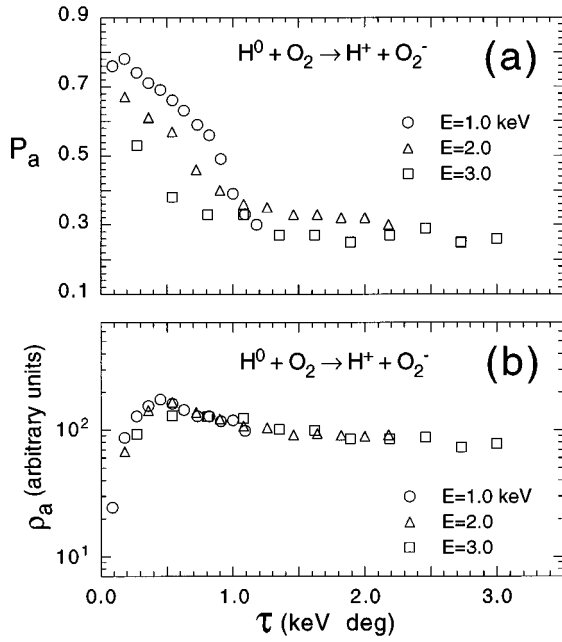 0.9
H⁰ + O₂ → H⁺ + O₂⁻
(a)
0.7
○ E=1.0 keV
Pₐ
△ E=2.0
0.5
□ E=3.0
0.3
0.1
H⁰ + O₂ → H⁺ + O₂⁻
(b)
ρₐ (arbitrary units)
10²
○ E=1.0 keV
△ E=2.0
10¹
□ E=3.0
0.0 1.0 2.0 3.0
τ (keV deg)